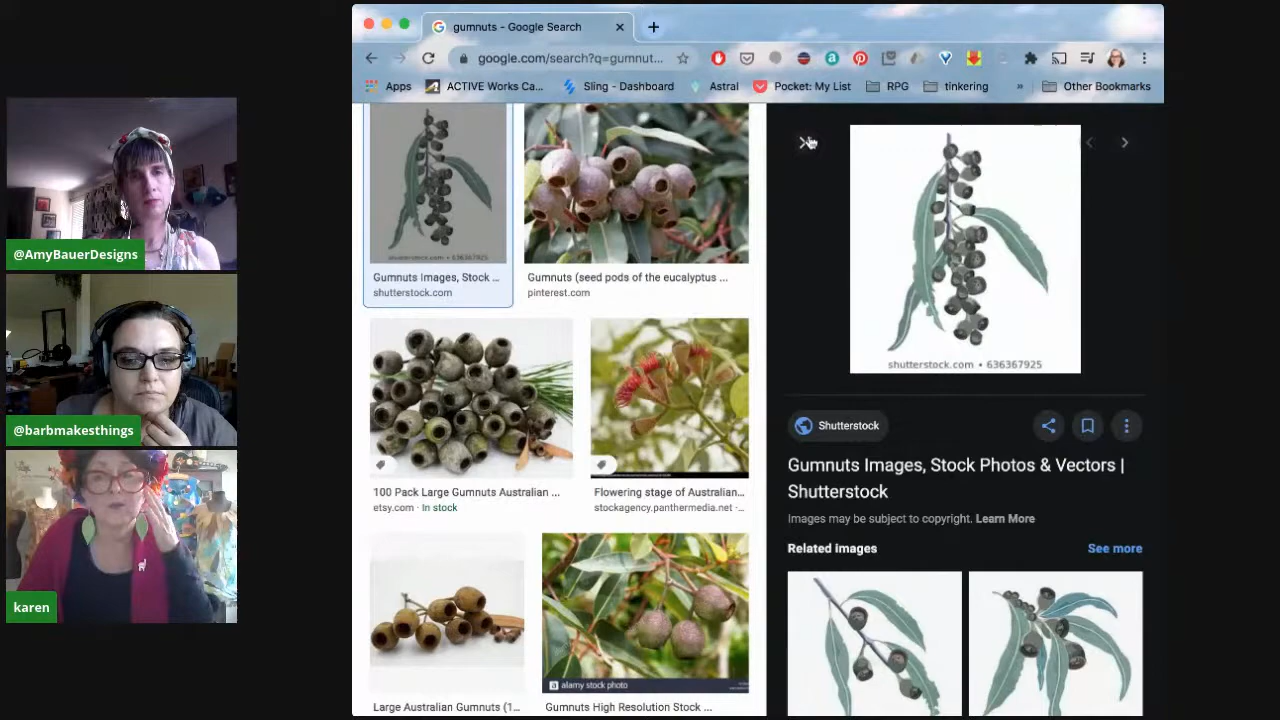 gumnuts - Google Search
google.com/search?q=gumnut...
Apps
ACTIVE Works Ca...
Sling - Dashboard
Astral
Pocket: My List
RPG
tinkering
»
Other Bookmarks
@AmyBauerDesigns
@barbmakesthings
karen
shutterstock.com • 636367925
Gumnuts Images, Stock ...
shutterstock.com
Gumnuts (seed pods of the eucalyptus ...
pinterest.com
100 Pack Large Gumnuts Australian ...
etsy.com · In stock
Flowering stage of Australian...
stockagency.panthermedia.net ·...
a alamy stock photo
Large Australian Gumnuts (1...
Gumnuts High Resolution Stock ...
shutterstock.com • 636367925
Shutterstock
Gumnuts Images, Stock Photos & Vectors |
Shutterstock
Images may be subject to copyright. Learn More
Related images
See more